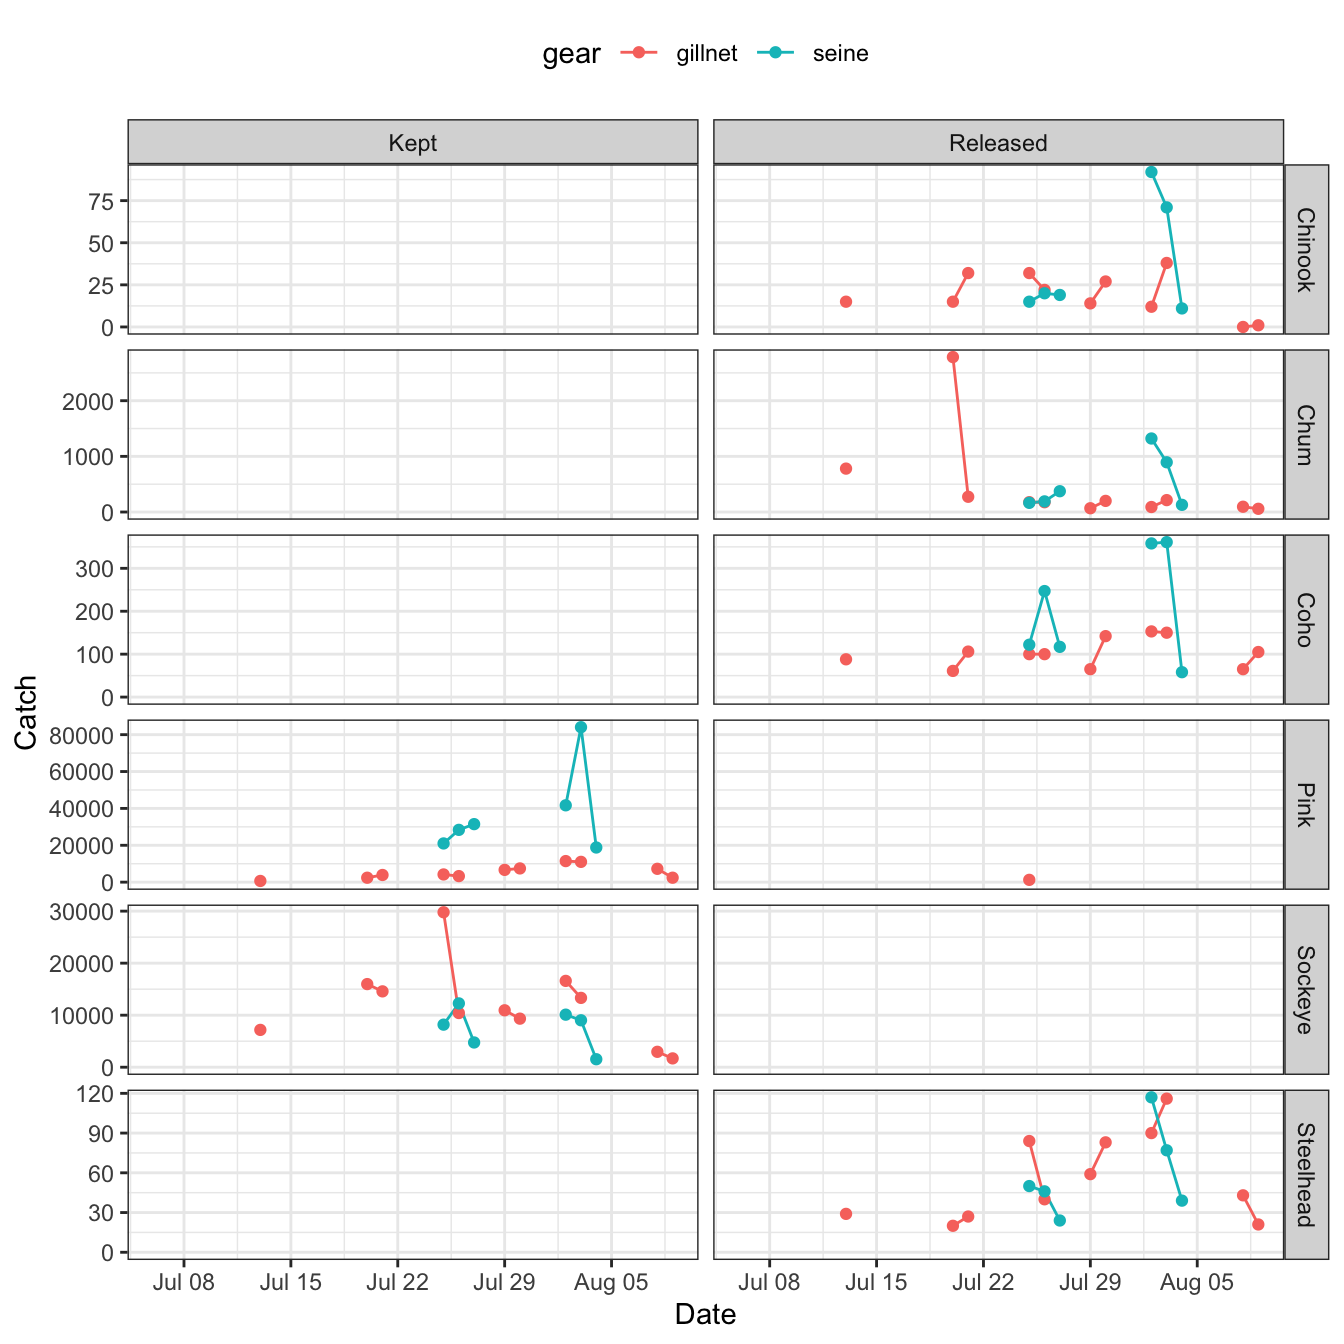 gear gillnet seine
Kept Released
75
50
25
0
Chinook
2000
1000
0
Chum
300
200
100
0
Coho
Catch
80000
60000
40000
20000
0
Pink
30000
20000
10000
0
Sockeye
120
90
60
30
0
Steelhead
Jul 08 Jul 15 Jul 22 Jul 29 Aug 05 Jul 08 Jul 15 Jul 22 Jul 29 Aug 05
Date